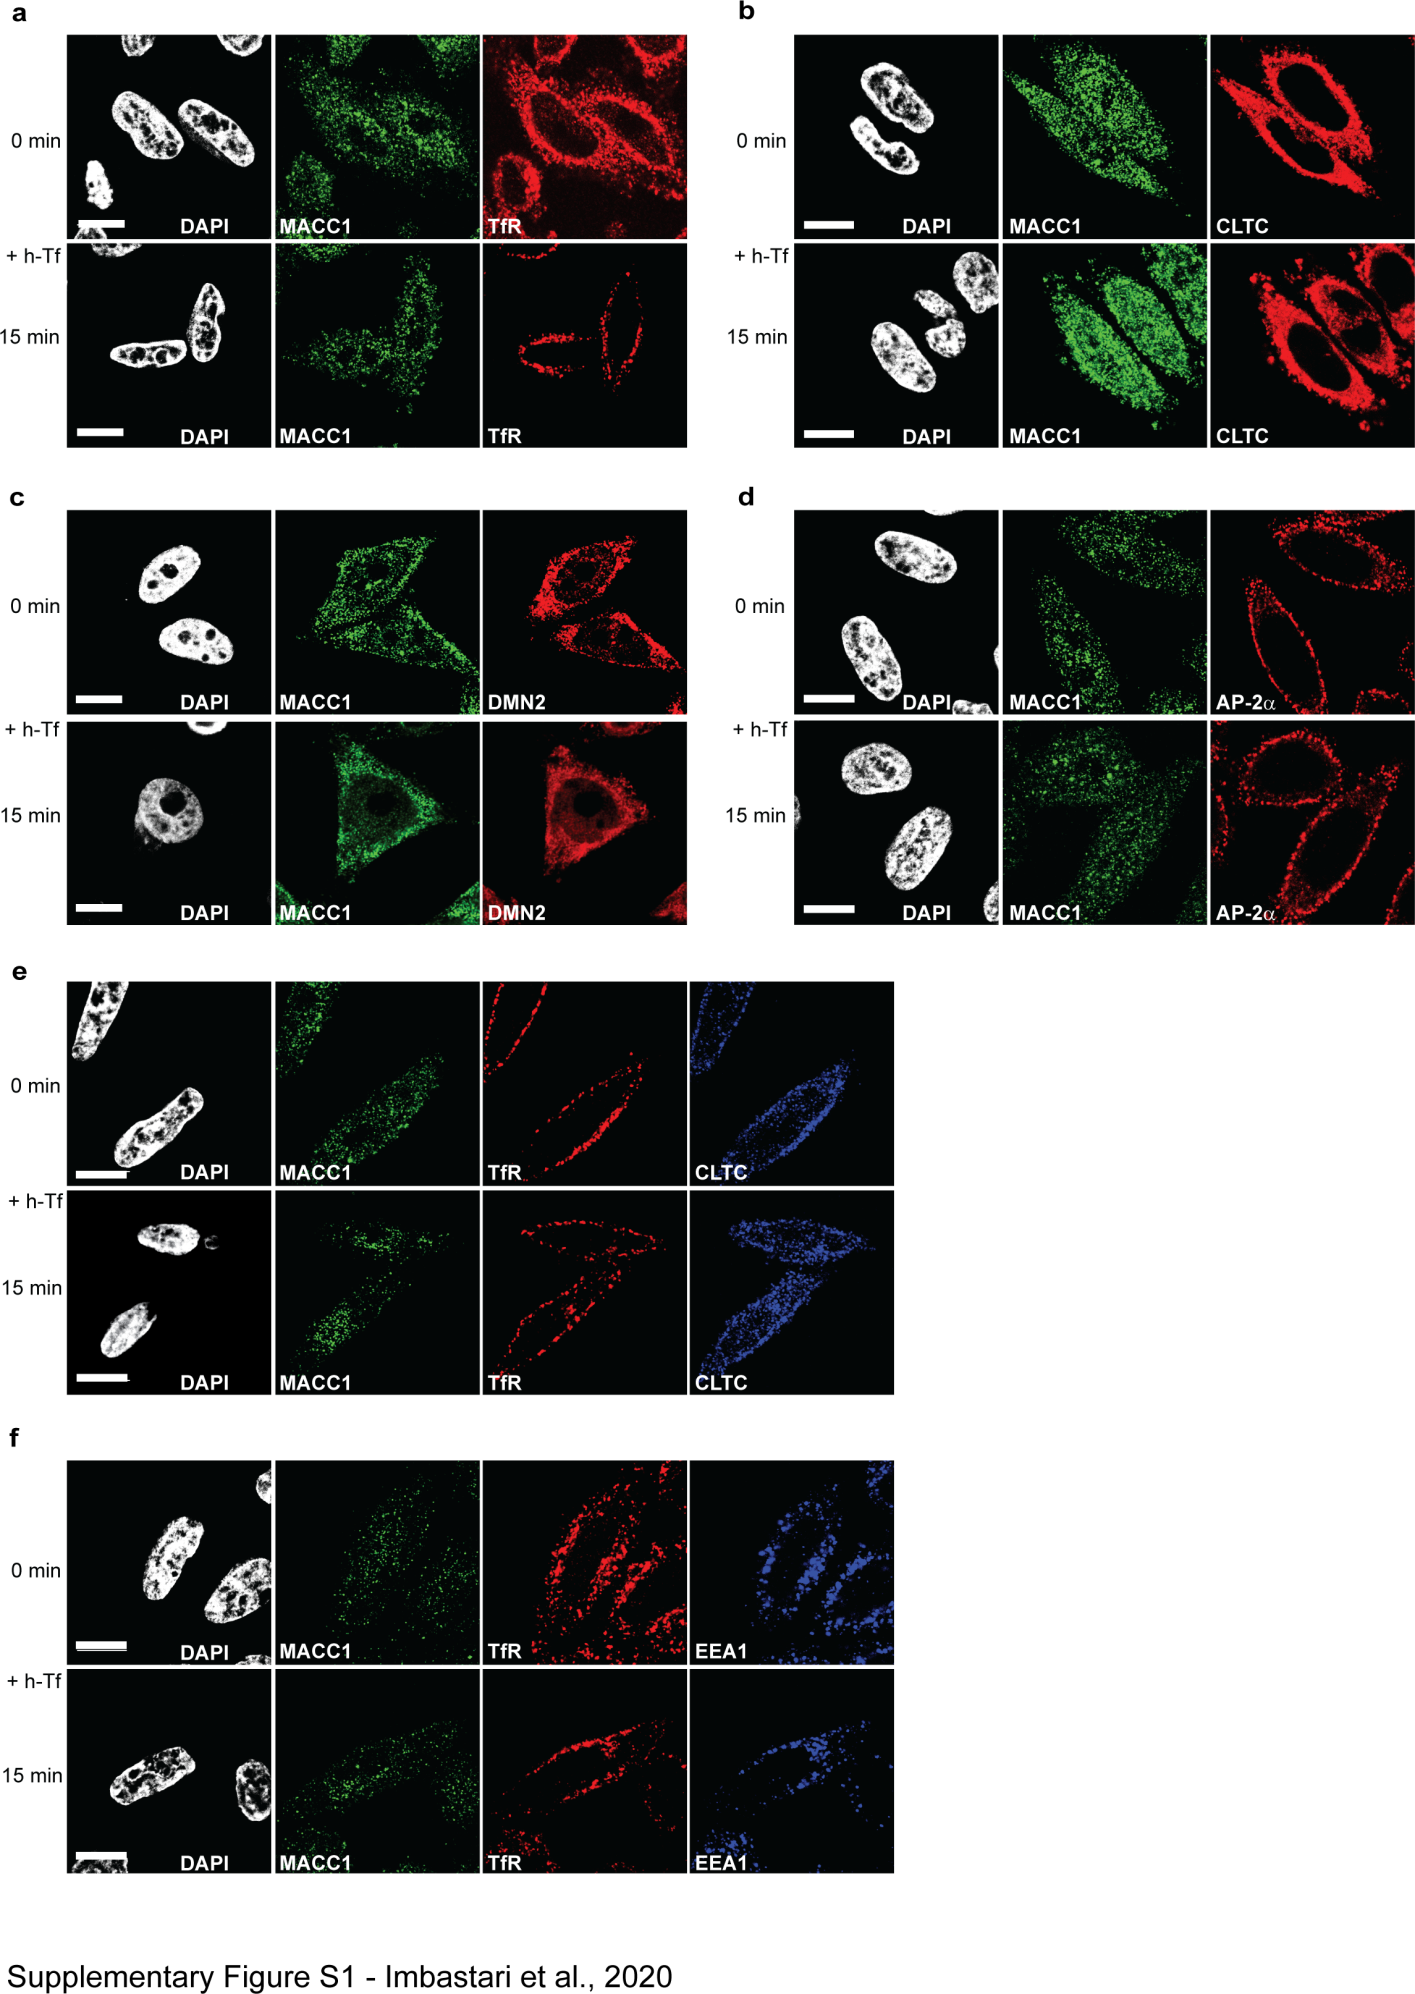 a
0 min
DAPI
MACC1
TfR
+ h-Tf
15 min
DAPI
MACC1
TfR
b
0 min
DAPI
MACC1
CLTC
+ h-Tf
15 min
DAPI
MACC1
CLTC
c
0 min
DAPI
MACC1
DMN2
+ h-Tf
15 min
DAPI
MACC1
DMN2
d
0 min
DAPI
MACC1
AP-2α
+ h-Tf
15 min
DAPI
MACC1
AP-2α
e
0 min
DAPI
MACC1
TfR
CLTC
+ h-Tf
15 min
DAPI
MACC1
TfR
CLTC
f
0 min
DAPI
MACC1
TfR
EEA1
+ h-Tf
15 min
DAPI
MACC1
TfR
EEA1
Supplementary Figure S1 - Imbastari et al., 2020